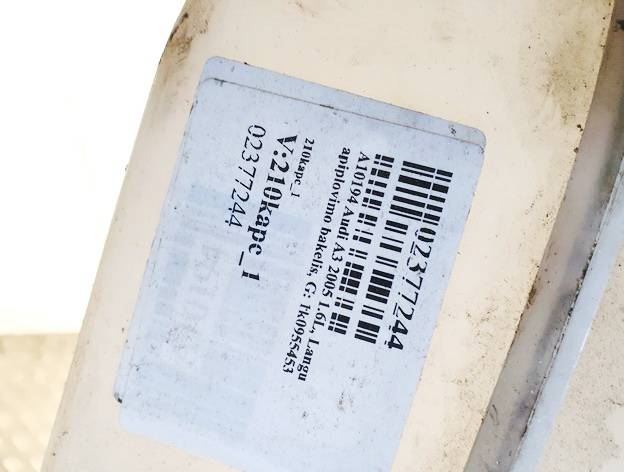 02377244
A10194 Audi A3 2005 1.6L, Langu
apiplovimo bakelis, G: 1k0955453
210kapc_1
V:210kapc_1
02377244